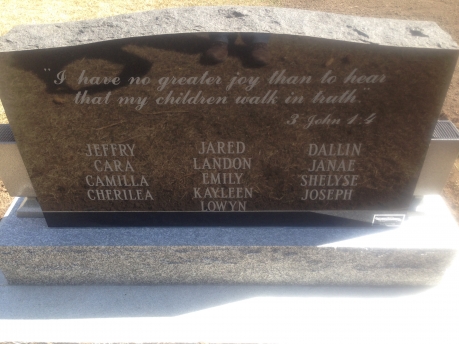 "I have no greater joy than to hear
that my children walk in truth."
3 John 1:4
JEFFRY JARED DALLIN
CARA LANDON JANAE
CAMILLA EMILY SHELYSE
CHERILEA KAYLEEN JOSEPH
LOWYN